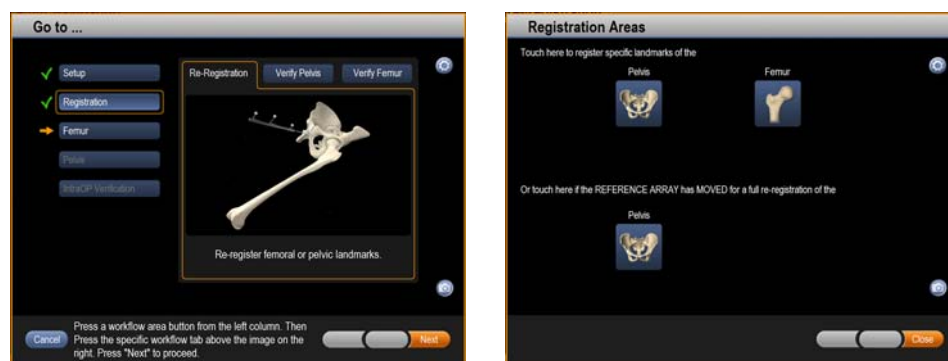 Go to ...
Setup
Registration
Femur
Pelvis
IntraOP Verification
Re-Registration
Verify Pelvis
Verify Femur
Re-register femoral or pelvic landmarks.
Cancel
Press a workflow area button from the left column. Then
Press the specific workflow tab above the image on the
right. Press "Next" to proceed.
Next
Registration Areas
Touch here to register specific landmarks of the
Pelvis
Femur
Or touch here if the REFERENCE ARRAY has MOVED for a full re-registration of the
Pelvis
Close